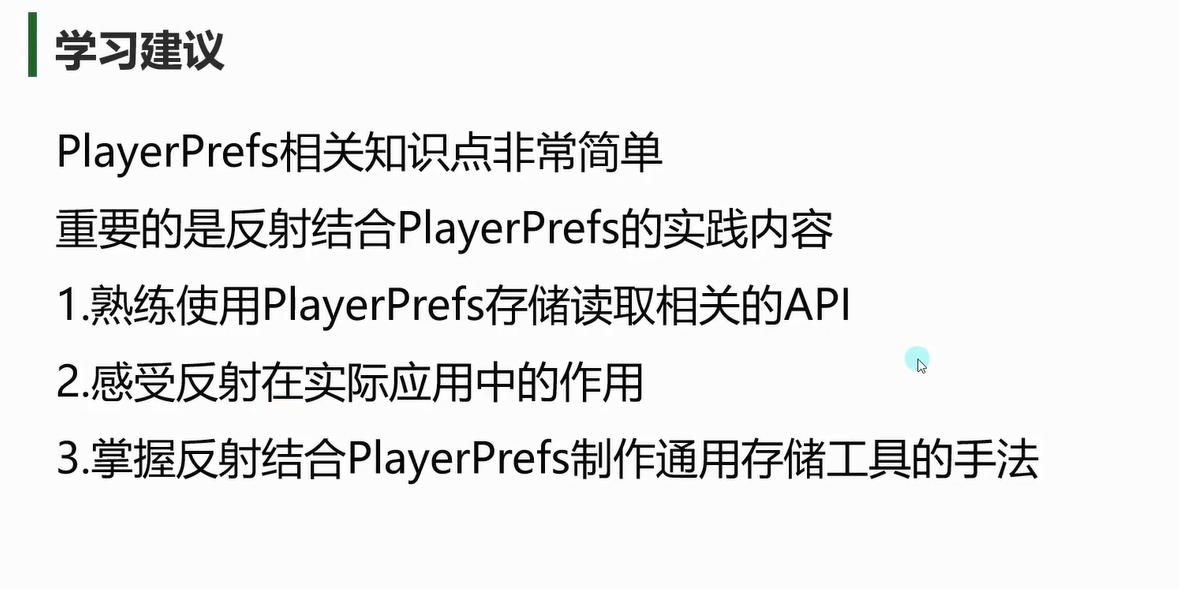 学习建议
PlayerPrefs相关知识点非常简单
重要的是反射结合PlayerPrefs的实践内容
1.熟练使用PlayerPrefs存储读取相关的API
2.感受反射在实际应用中的作用
3.掌握反射结合PlayerPrefs制作通用存储工具的手法